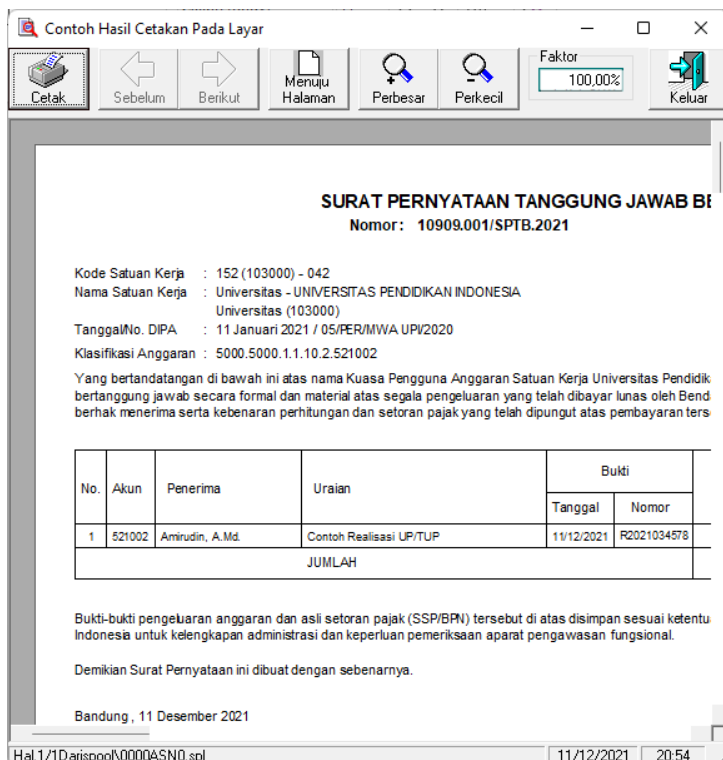 Contoh Hasil Cetakan Pada Layar
Cetak
Sebelum
Berikut
Menuju Halaman
Perbesar
Perkecil
Faktor
100,00%
Keluar
SURAT PERNYATAAN TANGGUNG JAWAB BE
Nomor : 10909.001/SPTB.2021
Kode Satuan Kerja : 152 (103000) - 042
Nama Satuan Kerja : Universitas - UNIVERSITAS PENDIDIKAN INDONESIA
Universitas (103000)
Tanggal/No. DIPA : 11 Januari 2021 / 05/PER/MWA UPI/2020
Klasifikasi Anggaran : 5000.5000.1.1.10.2.521002
Yang bertandatangan di bawah ini atas nama Kuasa Pengguna Anggaran Satuan Kerja Universitas Pendidik
bertanggung jawab secara formal dan material atas segala pengeluaran yang telah dibayar lunas oleh Bend
berhak menerima serta kebenaran perhitungan dan setoran pajak yang telah dipungut atas pembayaran ters
No. Akun Penerima Uraian Bukti
Tanggal Nomor
1 521002 Amirudin, A.Md. Contoh Realisasi UP/TUP 11/12/2021 R2021034578
JUMLAH
Bukti-bukti pengeluaran anggaran dan asli setoran pajak (SSP/BPN) tersebut di atas disimpan sesuai ketentu
Indonesia untuk kelengkapan administrasi dan keperluan pemeriksaan aparat pengawasan fungsional.
Demikian Surat Pernyataan ini dibuat dengan sebenarnya.
Bandung , 11 Desember 2021
Hal 1/1Darispool\0000ASN0.spl 11/12/2021 20:54